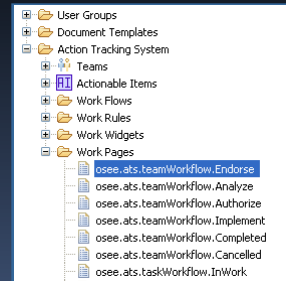 User Groups
Document Templates
Action Tracking System
Teams
AI Actionable Items
Work Flows
Work Rules
Work Widgets
Work Pages
osee.ats.teamWorkflow.Endorse
osee.ats.teamWorkflow.Analyze
osee.ats.teamWorkflow.Authorize
osee.ats.teamWorkflow.Implement
osee.ats.teamWorkflow.Completed
osee.ats.teamWorkflow.Cancelled
osee.ats.taskWorkflow.InWork